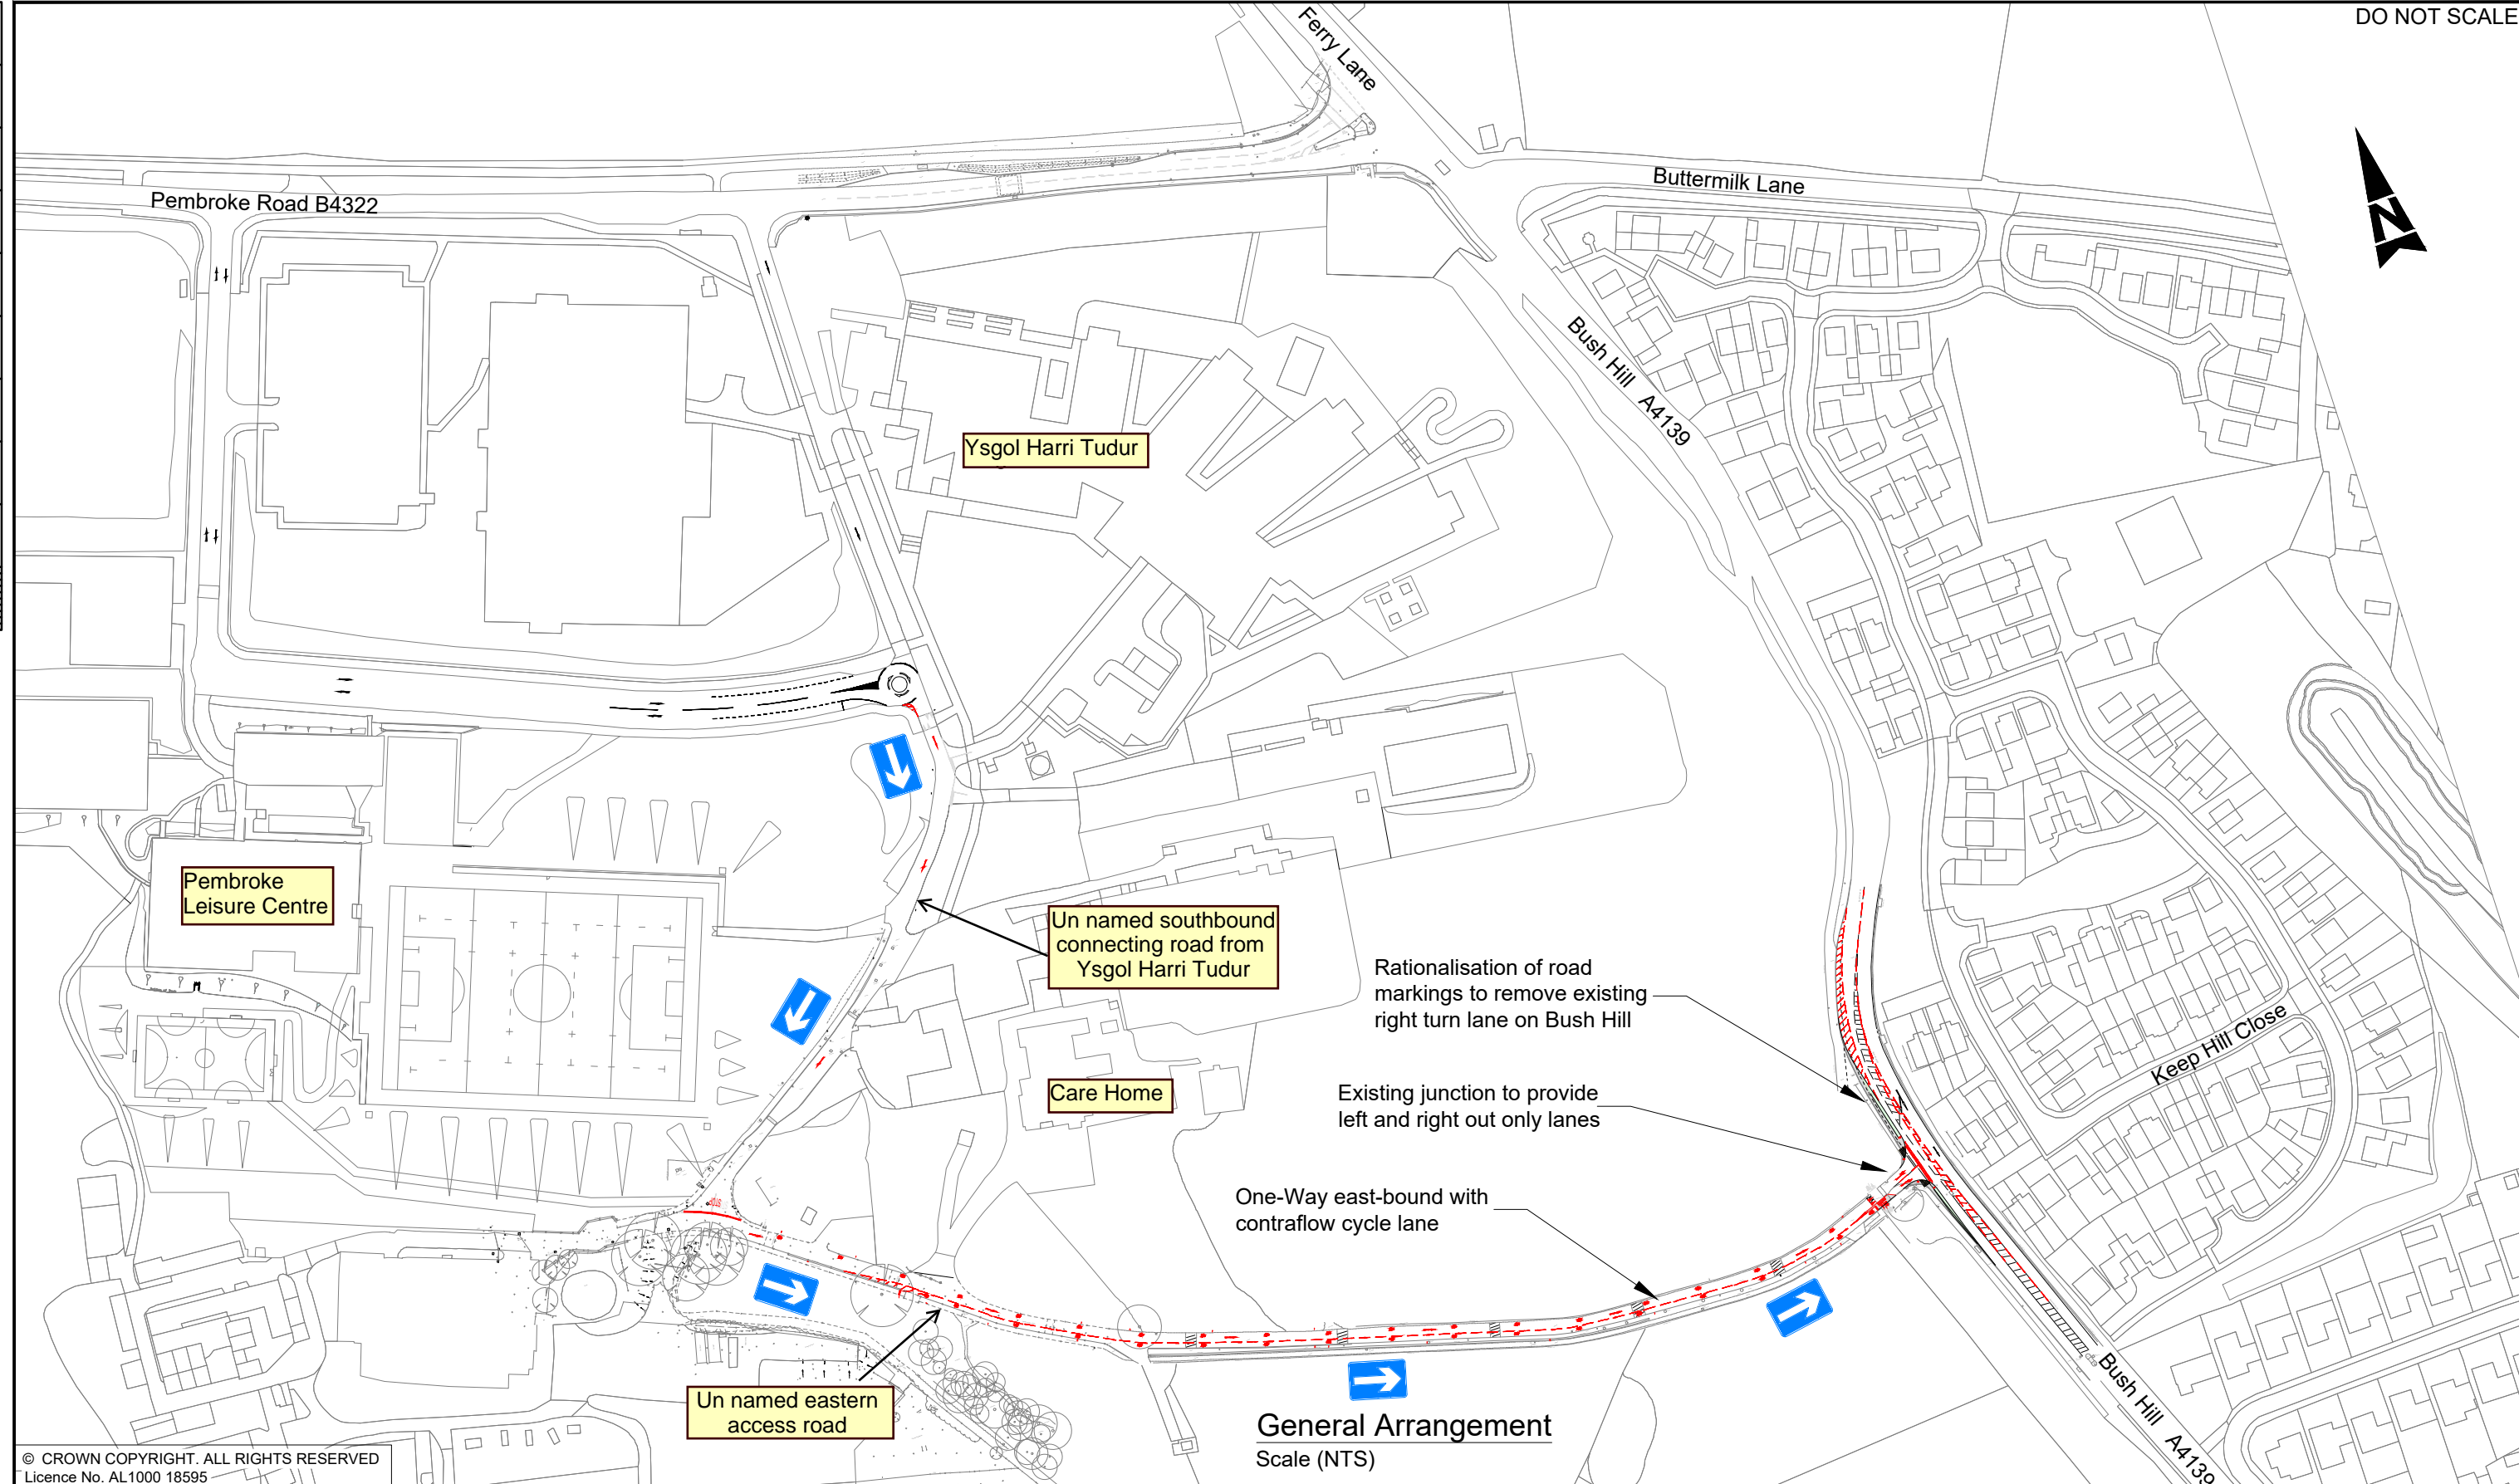 DO NOT SCALE
Ferry Lane
Buttermilk Lane
Pembroke Road B4322
N
Bush Hill
A4139
Ysgol Harri Tudur
Pembroke
Leisure Centre
Un named southbound
connecting road from
Ysgol Harri Tudur
Rationalisation of road
markings to remove existing
right turn lane on Bush Hill
Keep Hill Close
Care Home
Existing junction to provide
left and right out only lanes
One-Way east-bound with
contraflow cycle lane
Un named eastern
access road
Bush Hill
A4139
General Arrangement
Scale (NTS)
© CROWN COPYRIGHT. ALL RIGHTS RESERVED
Licence No. AL1000 18595